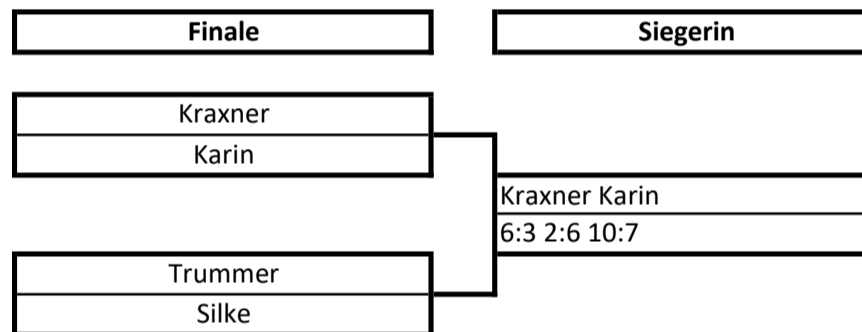 Finale
Siegerin
Kraxner
Karin
Kraxner Karin
6:3 2:6 10:7
Trummer
Silke